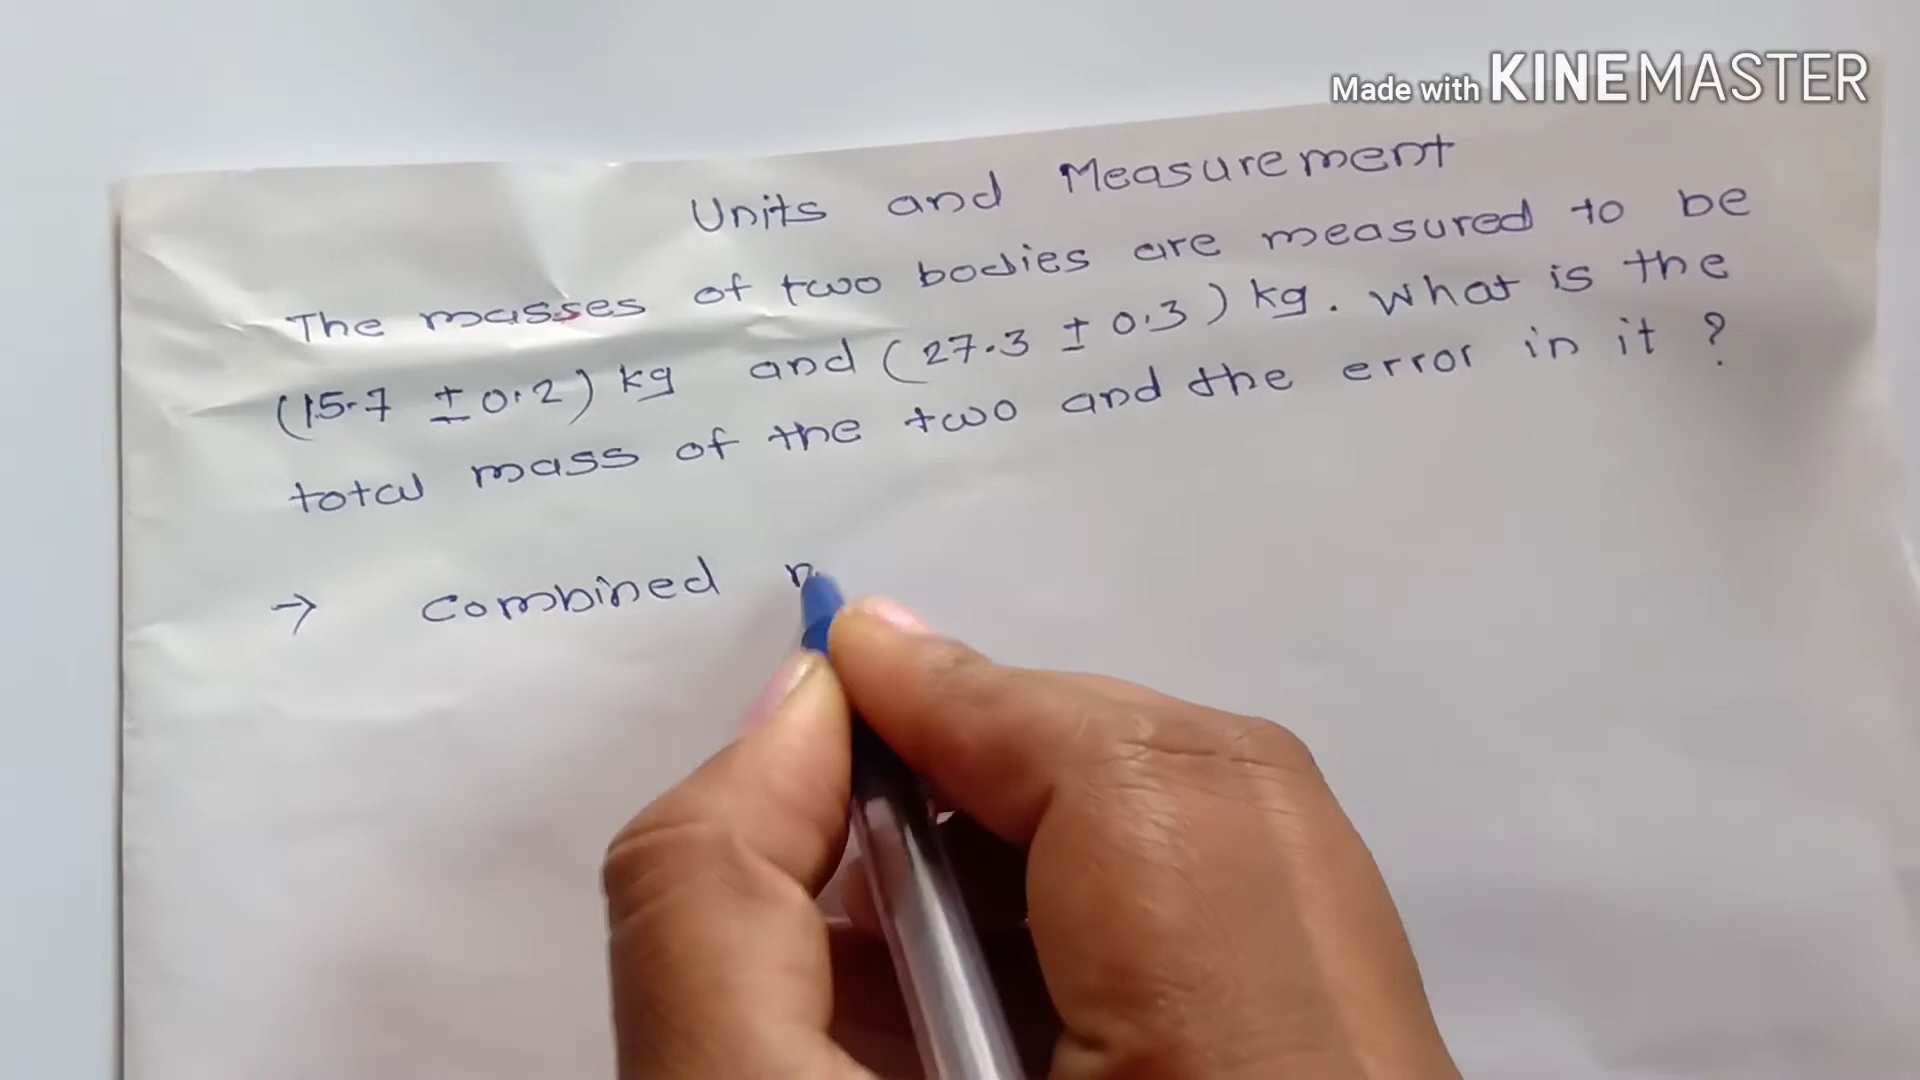 Made with KINEMASTER
Units and Measurement
The masses of two bodies are measured to be
(15.7 ± 0.2) kg and (27.3 ± 0.3) kg. What is the
total mass of the two and the error in it ?
→ Combined